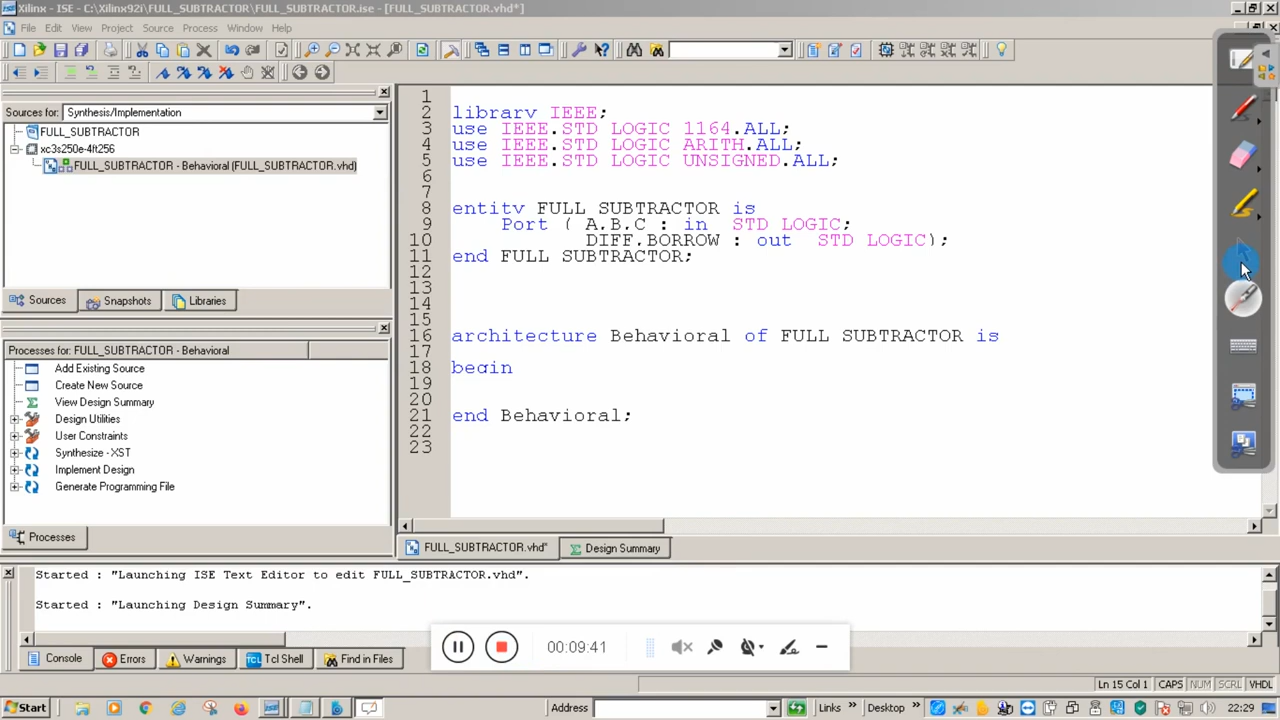 Xilinx - ISE - C:\Xilinx92i\FULL_SUBTRACTOR\FULL_SUBTRACTOR.ise - [FULL_SUBTRACTOR.vhd*]
File Edit View Project Source Process Window Help
Sources for: Synthesis/Implementation
FULL_SUBTRACTOR
xc3s250e-4ft256
FULL_SUBTRACTOR - Behavioral (FULL_SUBTRACTOR.vhd)
Sources Snapshots Libraries
Processes for: FULL_SUBTRACTOR - Behavioral
Add Existing Source
Create New Source
View Design Summary
Design Utilities
User Constraints
Synthesize - XST
Implement Design
Generate Programming File
Processes
1
2 library IEEE;
3 use IEEE.STD_LOGIC_1164.ALL;
4 use IEEE.STD_LOGIC_ARITH.ALL;
5 use IEEE.STD_LOGIC_UNSIGNED.ALL;
6
7
8 entity FULL_SUBTRACTOR is
9 Port ( A,B,C : in STD_LOGIC;
10 DIFF,BORROW : out STD_LOGIC);
11 end FULL_SUBTRACTOR;
12
13
14
15
16 architecture Behavioral of FULL_SUBTRACTOR is
17
18 begin
19
20
21 end Behavioral;
22
23
FULL_SUBTRACTOR.vhd* Design Summary
Started : "Launching ISE Text Editor to edit FULL_SUBTRACTOR.vhd".
Started : "Launching Design Summary".
00:09:41
Console Errors Warnings Tcl Shell Find in Files
Ln 15 Col 1 CAPS NUM SCRL VHDL
Start Address Links » Desktop » 22:29